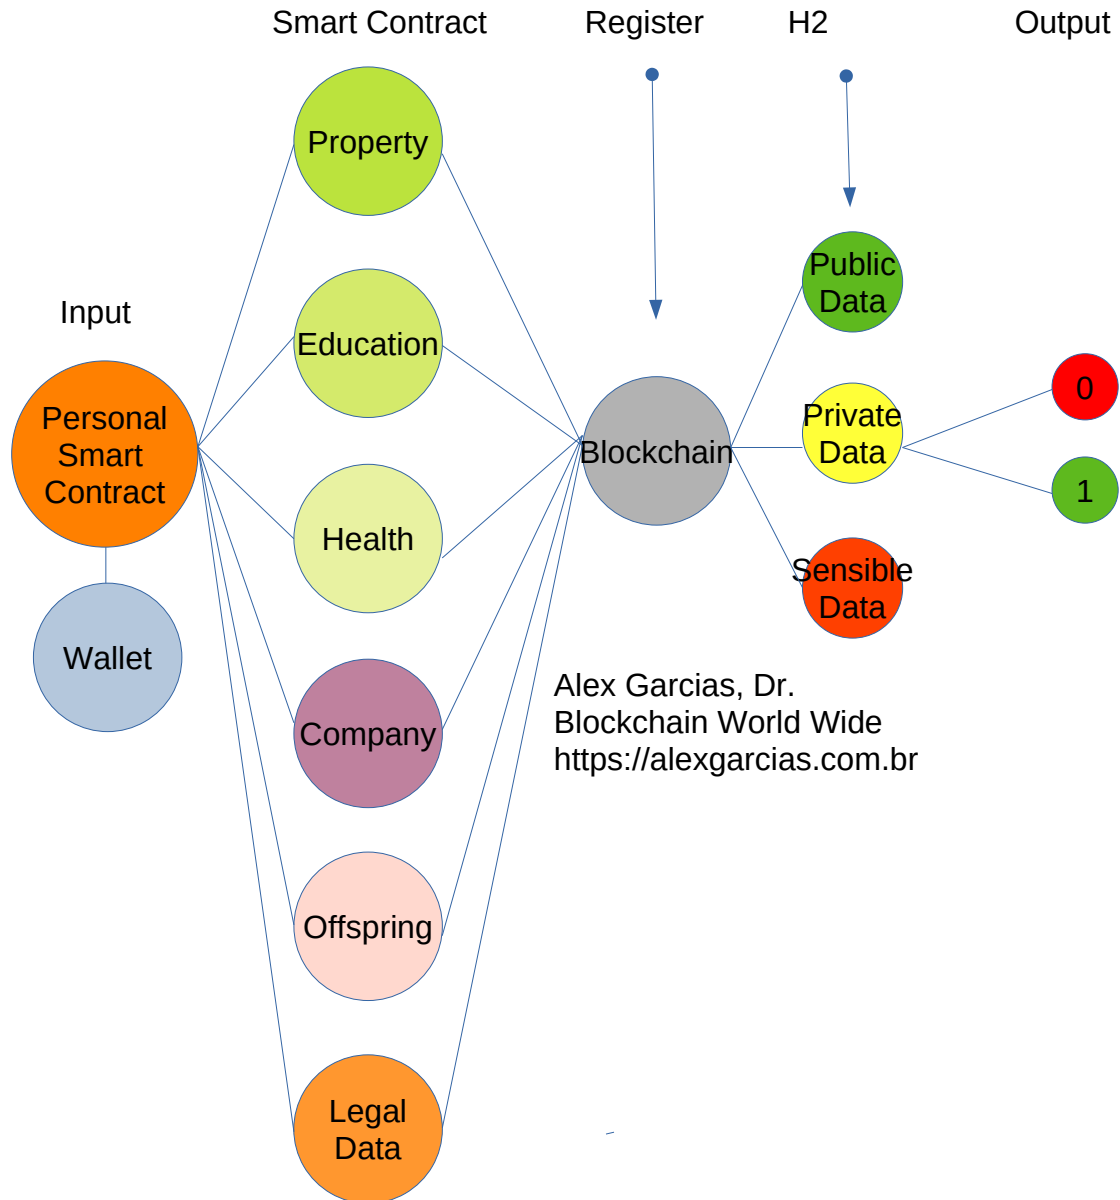 Smart Contract
Register
H2
Output
Property
Public
Data
Input
Education
Personal
Smart
Contract
Private
Data
0
Blockchain
1
Health
Sensible
Data
Wallet
Alex Garcias, Dr.
Blockchain World Wide
https://alexgarcias.com.br
Company
Offspring
Legal
Data